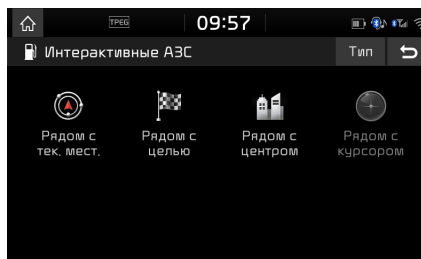 TPEG 09:57
Интерактивные АЗС Тип
Рядом с Рядом с Рядом с Рядом с
тек. мест. целью центром курсором